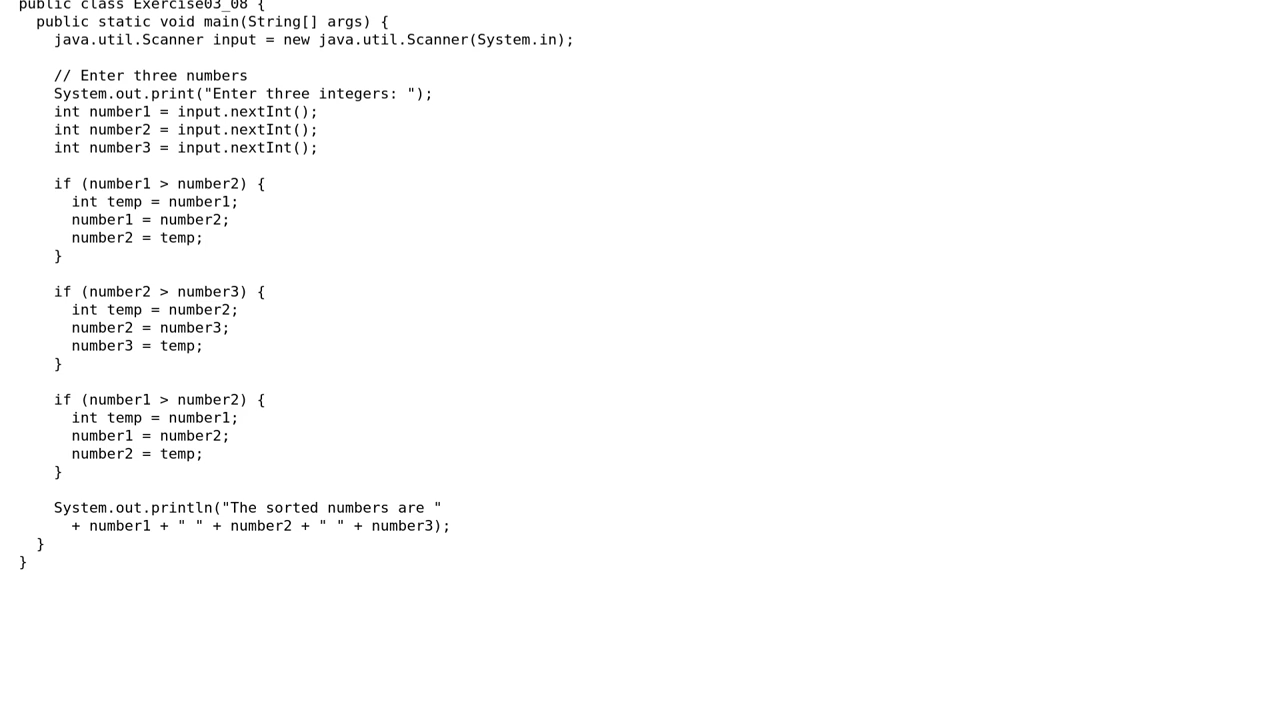 public class Exercise03_08 {
  public static void main(String[] args) {
    java.util.Scanner input = new java.util.Scanner(System.in);

    // Enter three numbers
    System.out.print("Enter three integers: ");
    int number1 = input.nextInt();
    int number2 = input.nextInt();
    int number3 = input.nextInt();

    if (number1 > number2) {
      int temp = number1;
      number1 = number2;
      number2 = temp;
    }

    if (number2 > number3) {
      int temp = number2;
      number2 = number3;
      number3 = temp;
    }

    if (number1 > number2) {
      int temp = number1;
      number1 = number2;
      number2 = temp;
    }

    System.out.println("The sorted numbers are "
      + number1 + " " + number2 + " " + number3);
  }
}